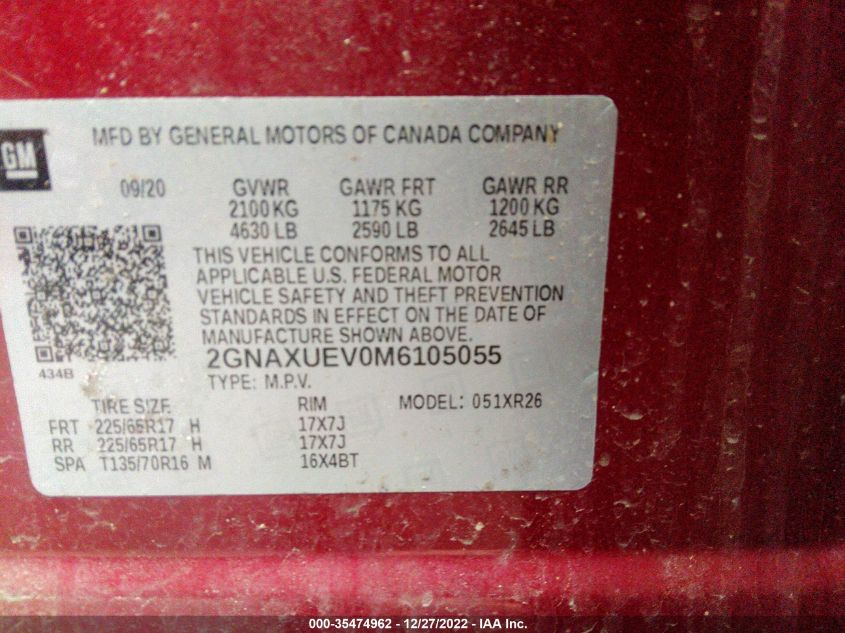 MFD BY GENERAL MOTORS OF CANADA COMPANY
GM
09/20 GVWR GAWR FRT GAWR RR
2100 KG 1175 KG 1200 KG
4630 LB 2590 LB 2645 LB
THIS VEHICLE CONFORMS TO ALL
APPLICABLE U.S. FEDERAL MOTOR
VEHICLE SAFETY AND THEFT PREVENTION
STANDARDS IN EFFECT ON THE DATE OF
MANUFACTURE SHOWN ABOVE.
2GNAXUEV0M6105055
434B
TYPE: M.P.V.
TIRE SIZE RIM MODEL: 051XR26
FRT 225/65R17 H 17X7J
RR 225/65R17 H 17X7J
SPA T135/70R16 M 16X4BT
000-35474962 - 12/27/2022 - IAA Inc.